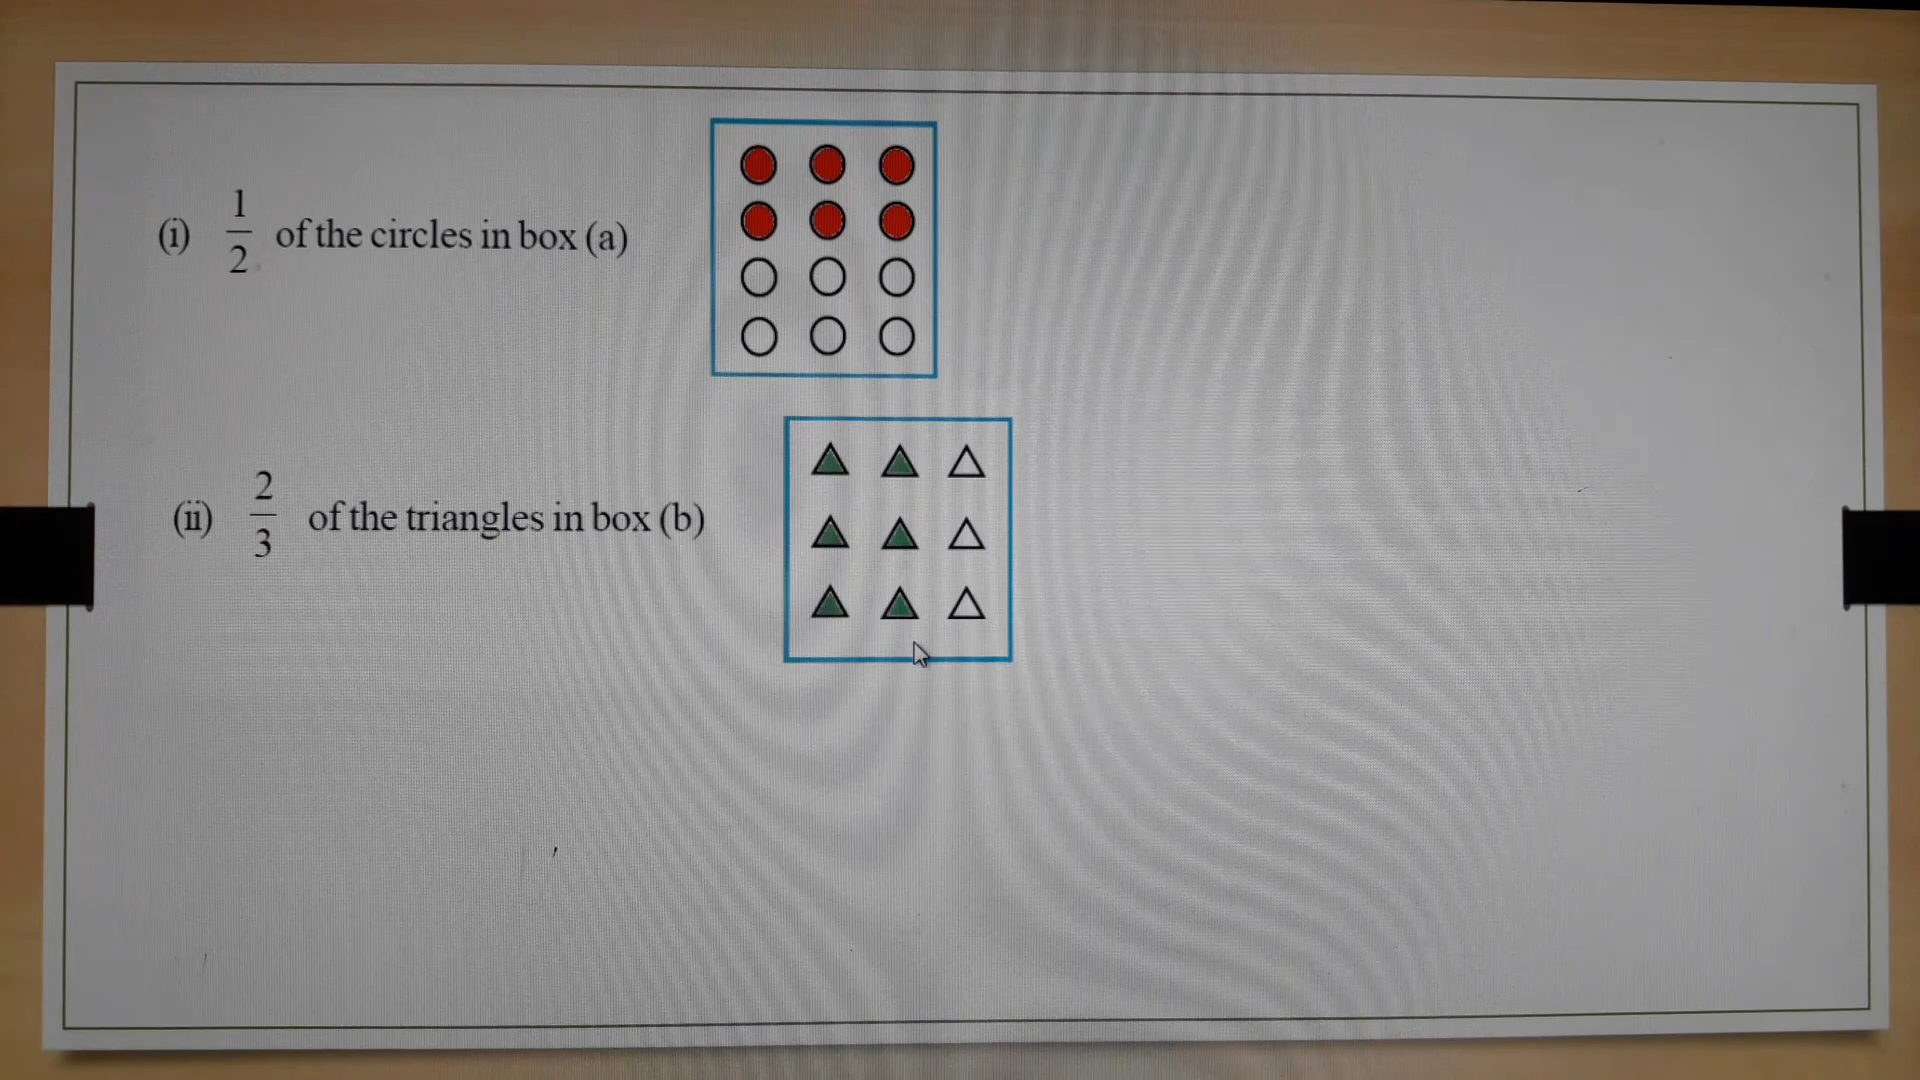 (i) 1/2 of the circles in box (a)
(ii) 2/3 of the triangles in box (b)